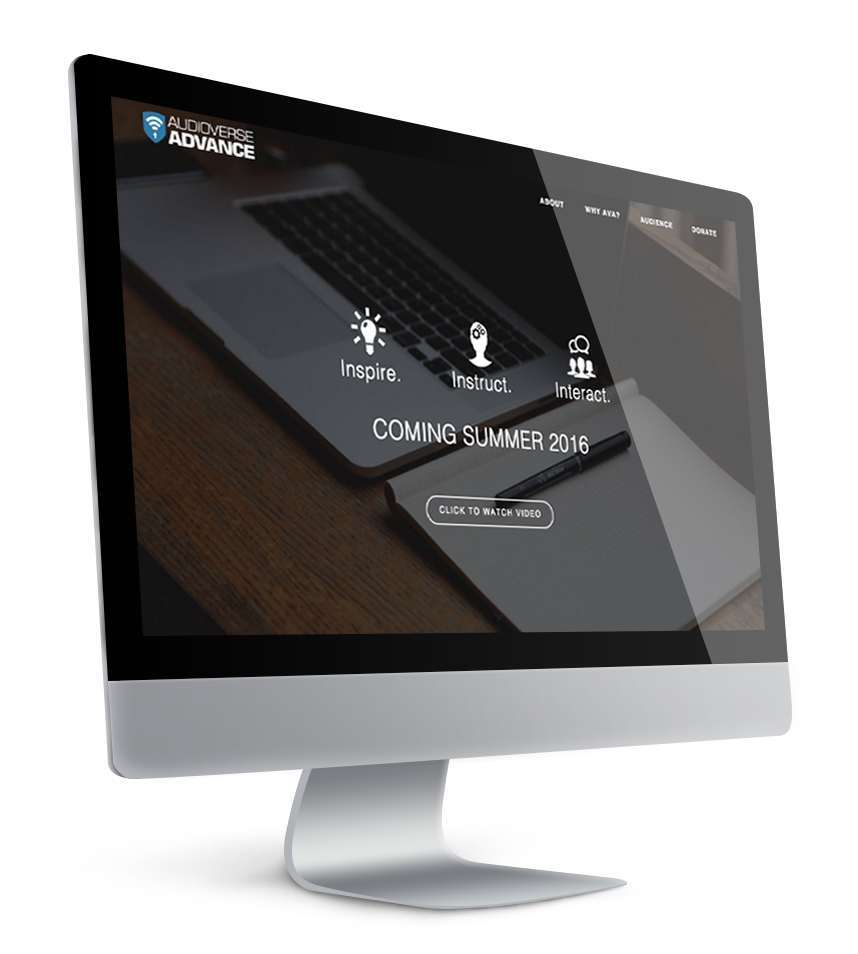 AUDIOVERSE
ADVANCE
ABOUT WHY AVA? AUDIENCE DONATE
Inspire. Instruct. Interact.
COMING SUMMER 2016
CLICK TO WATCH VIDEO